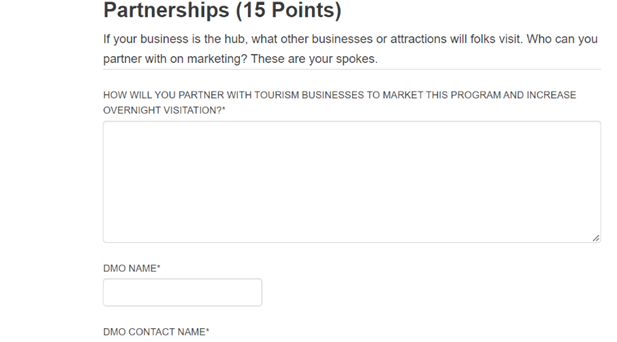 Partnerships (15 Points)
If your business is the hub, what other businesses or attractions will folks visit. Who can you
partner with on marketing? These are your spokes.
HOW WILL YOU PARTNER WITH TOURISM BUSINESSES TO MARKET THIS PROGRAM AND INCREASE
OVERNIGHT VISITATION?*
DMO NAME*
DMO CONTACT NAME*